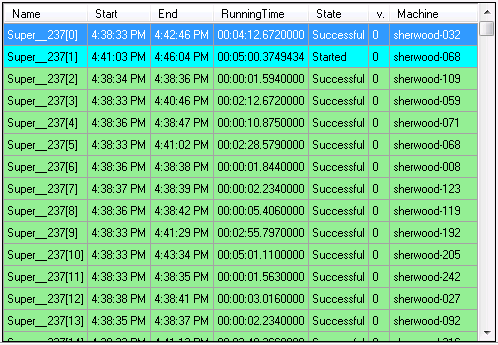 Name Start End RunningTime State v. Machine
Super__237[0] 4:38:33 PM 4:42:46 PM 00:04:12.6720000 Successful 0 sherwood-032
Super__237[1] 4:41:03 PM 4:46:04 PM 00:05:00.3749434 Started 0 sherwood-068
Super__237[2] 4:38:34 PM 4:38:36 PM 00:00:01.5940000 Successful 0 sherwood-109
Super__237[3] 4:38:33 PM 4:40:46 PM 00:02:12.6720000 Successful 0 sherwood-059
Super__237[4] 4:38:36 PM 4:38:47 PM 00:00:10.8750000 Successful 0 sherwood-071
Super__237[5] 4:38:33 PM 4:41:02 PM 00:02:28.5790000 Successful 0 sherwood-068
Super__237[6] 4:38:36 PM 4:38:38 PM 00:00:01.8440000 Successful 0 sherwood-008
Super__237[7] 4:38:37 PM 4:38:39 PM 00:00:02.2340000 Successful 0 sherwood-123
Super__237[8] 4:38:36 PM 4:38:42 PM 00:00:05.4060000 Successful 0 sherwood-119
Super__237[9] 4:38:33 PM 4:41:29 PM 00:02:55.7970000 Successful 0 sherwood-192
Super__237[10] 4:38:33 PM 4:43:34 PM 00:05:01.1100000 Successful 0 sherwood-205
Super__237[11] 4:38:33 PM 4:38:35 PM 00:00:01.5630000 Successful 0 sherwood-242
Super__237[12] 4:38:38 PM 4:38:41 PM 00:00:03.0160000 Successful 0 sherwood-027
Super__237[13] 4:38:35 PM 4:38:37 PM 00:00:02.2340000 Successful 0 sherwood-092